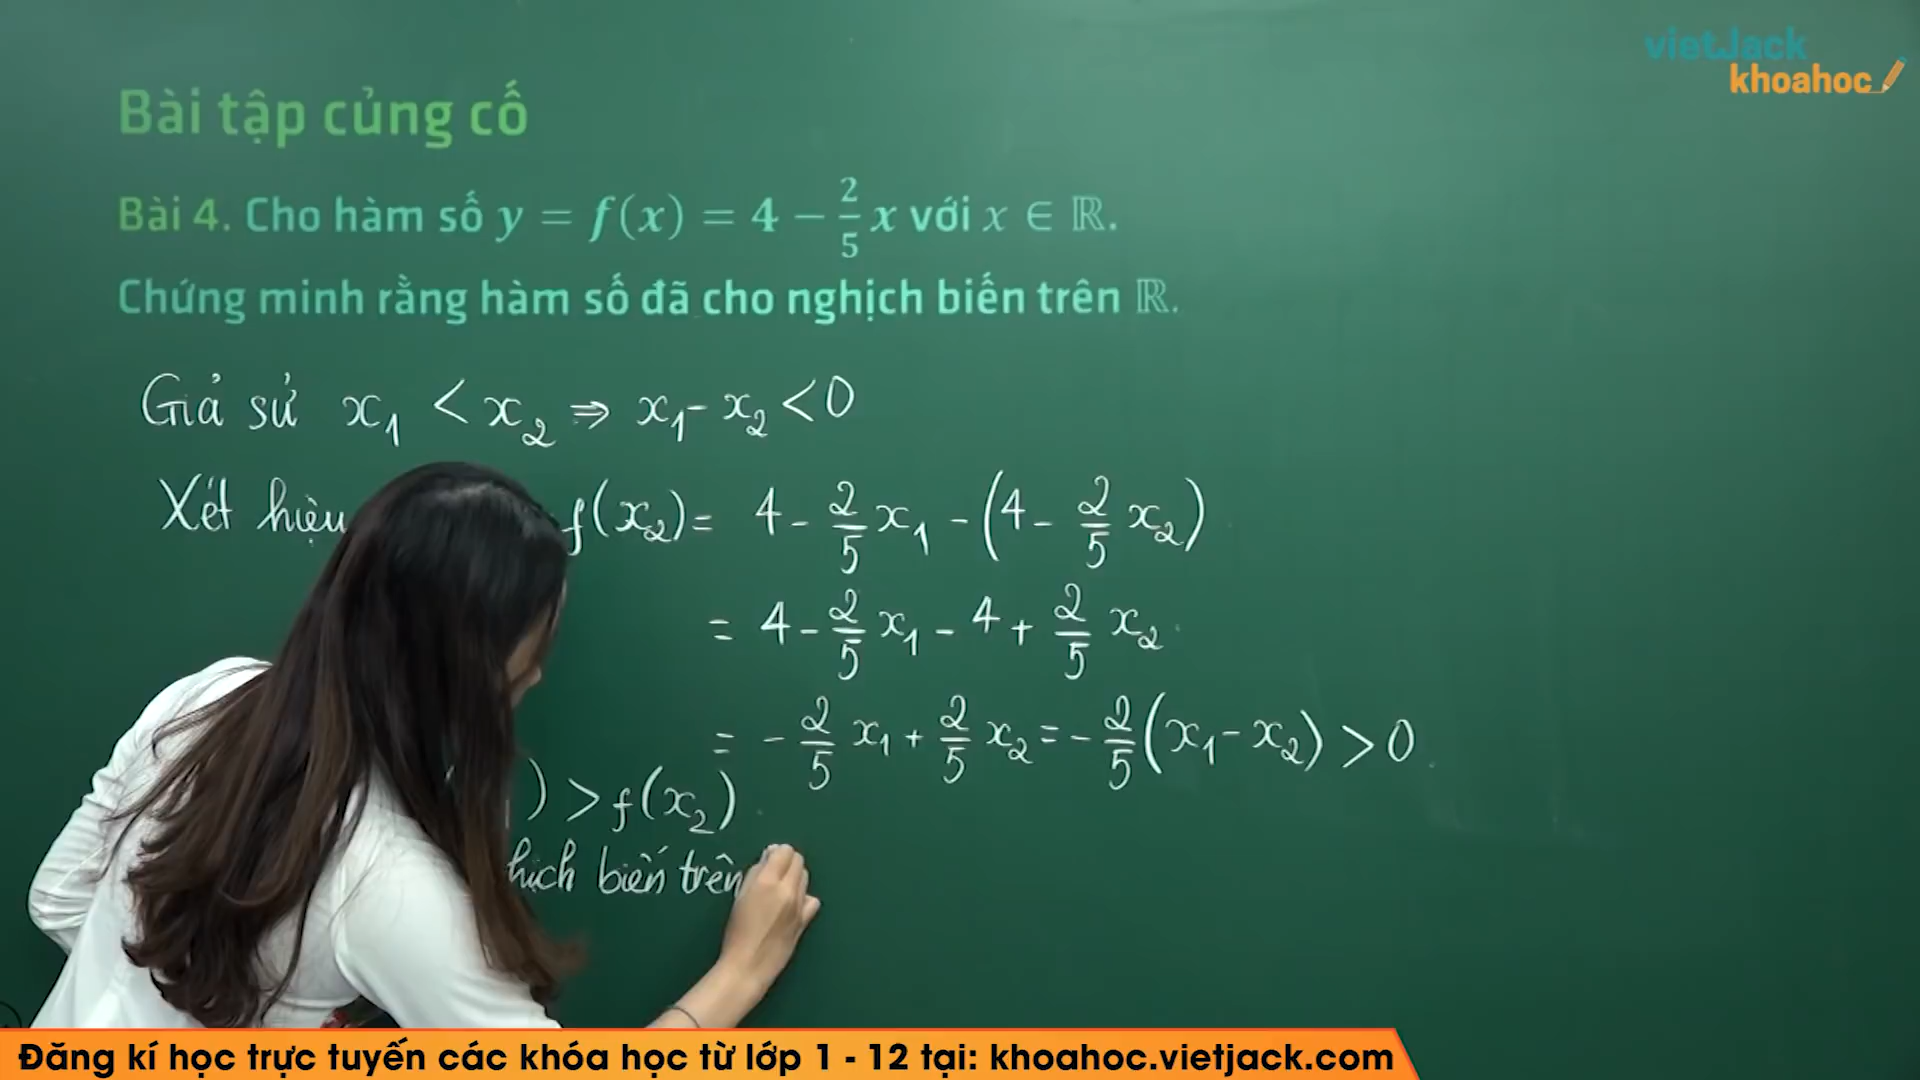 vietJack
khoahoc
Bài tập củng cố
Bài 4. Cho hàm số y = f(x) = 4 − 2/5 x với x ∈ ℝ.
Chứng minh rằng hàm số đã cho nghịch biến trên ℝ.
Giả sử x₁ < x₂ ⇒ x₁ - x₂ < 0
Xét hiệu f(x₂) = 4 - 2/5 x₁ - (4 - 2/5 x₂)
= 4 - 2/5 x₁ - 4 + 2/5 x₂
= - 2/5 x₁ + 2/5 x₂ = - 2/5 (x₁ - x₂) > 0
) > f(x₂)
biến trên
Đăng kí học trực tuyến các khóa học từ lớp 1 - 12 tại: khoahoc.vietjack.com